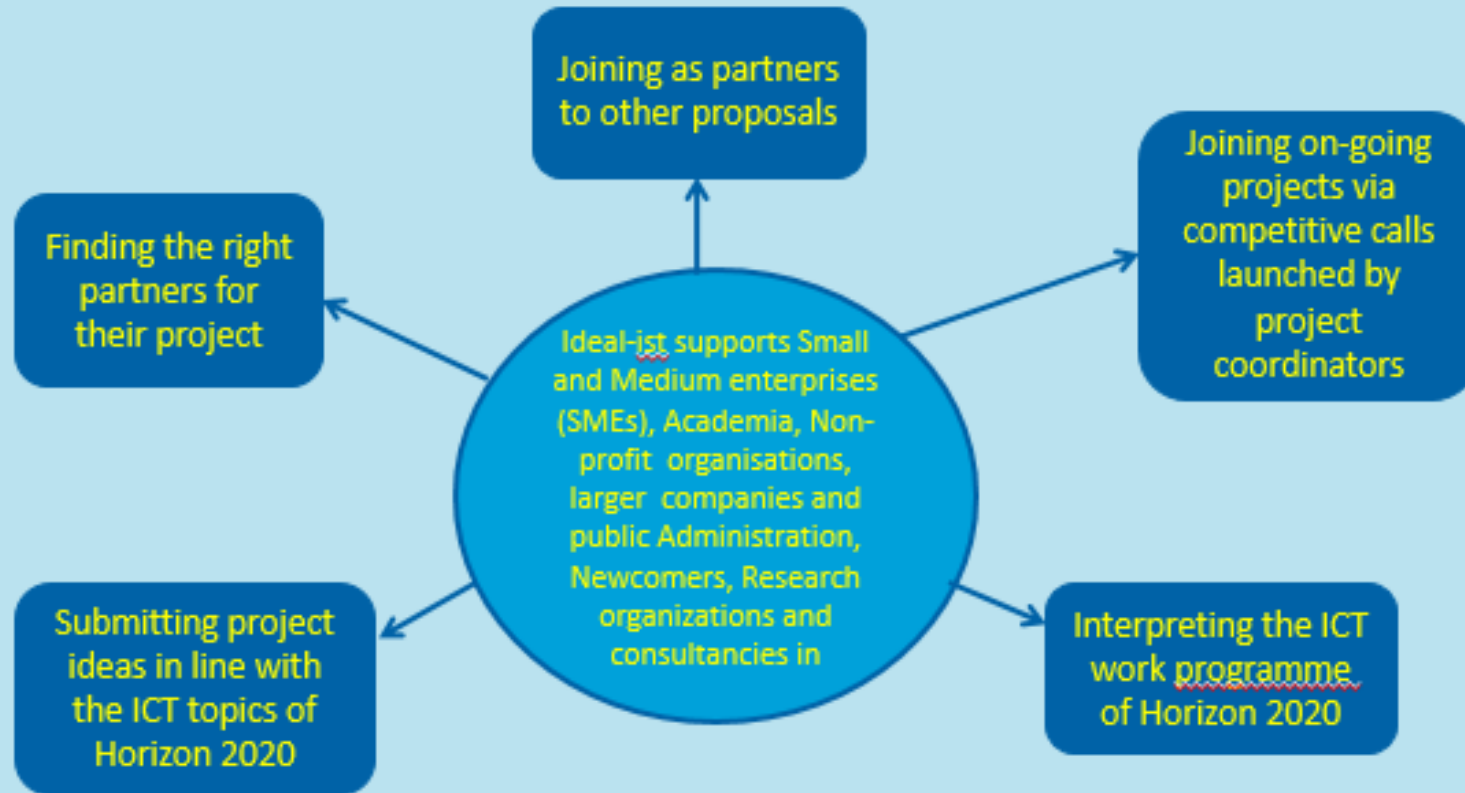 Joining as partners
to other proposals
Joining on-going
projects via
competitive calls
launched by
project
coordinators
Finding the right
partners for
their project
Ideal-ist supports Small
and Medium enterprises
(SMEs), Academia, Non-
profit organisations,
larger companies and
public Administration,
Newcomers, Research
organizations and
consultancies in
Submitting project
ideas in line with
the ICT topics of
Horizon 2020
Interpreting the ICT
work programme
of Horizon 2020